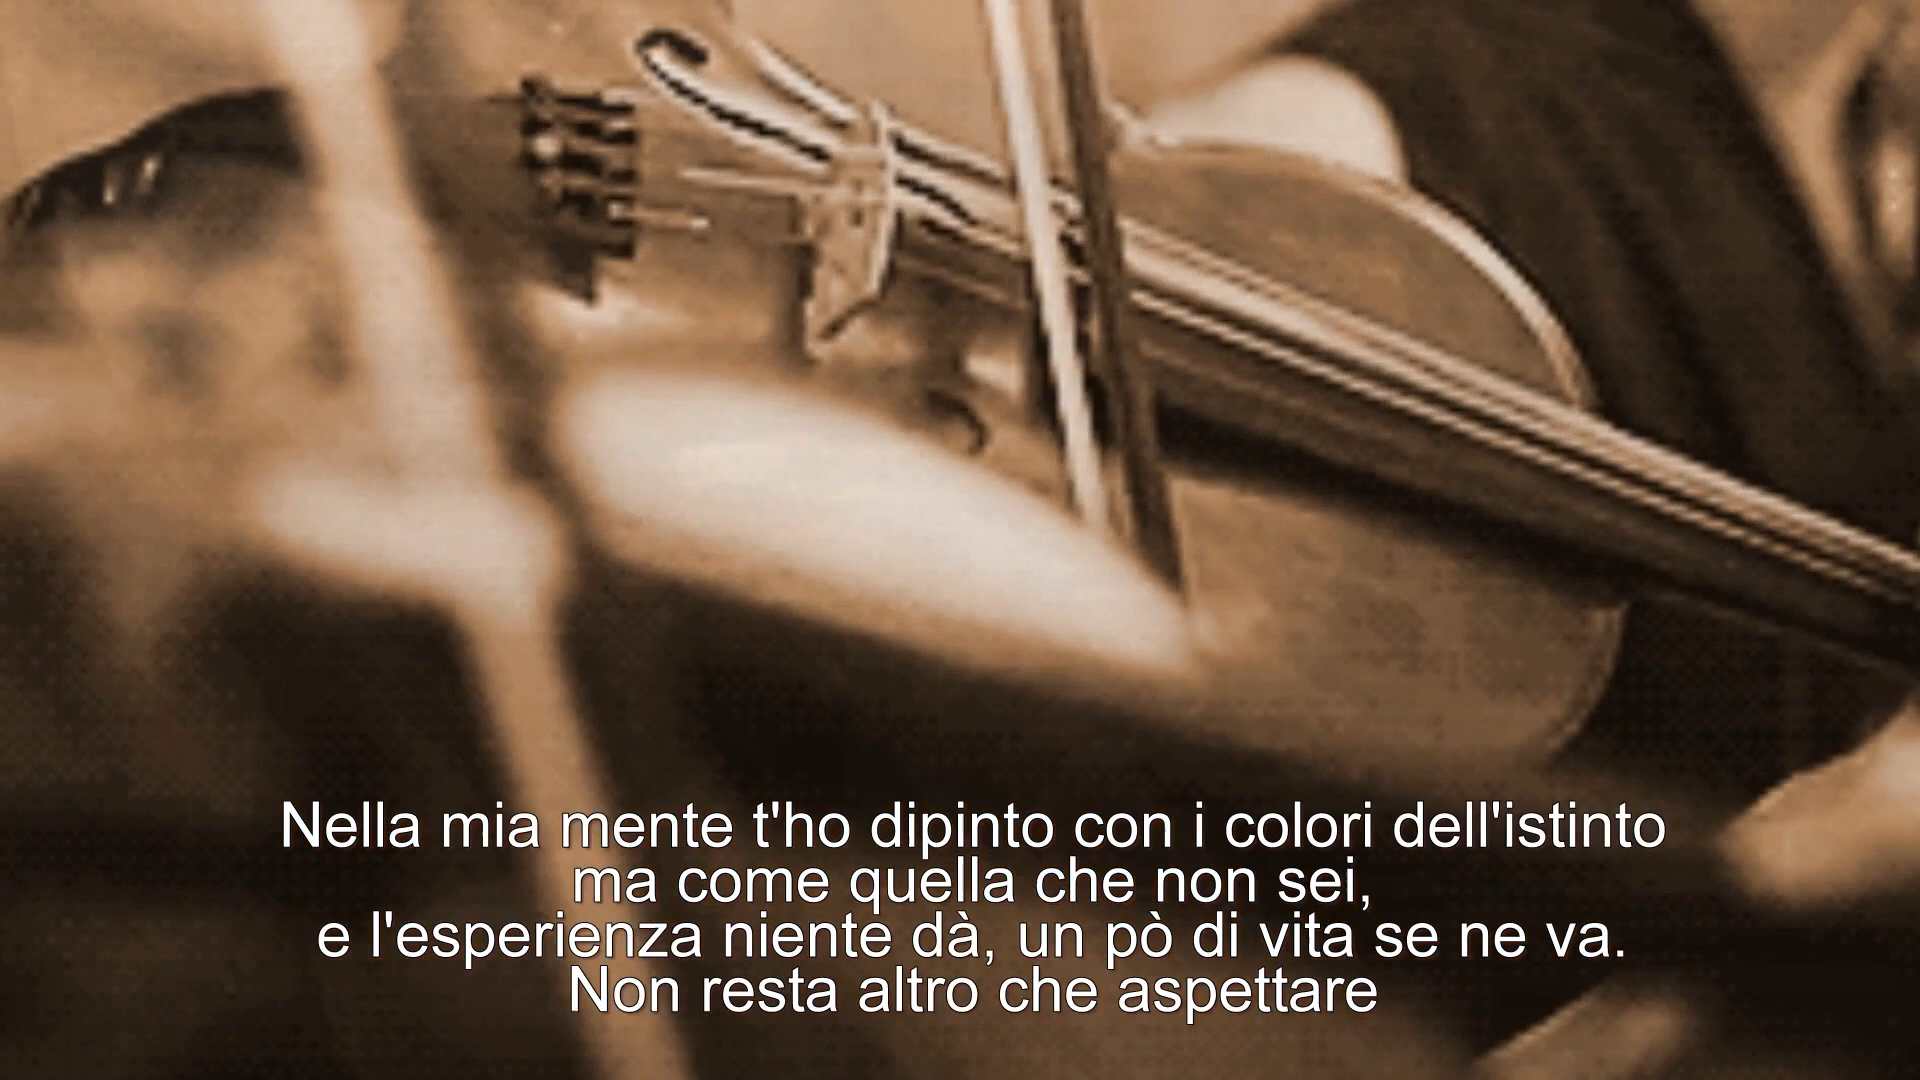 Nella mia mente t'ho dipinto con i colori dell'istinto
ma come quella che non sei,
e l'esperienza niente dà, un pò di vita se ne va.
Non resta altro che aspettare